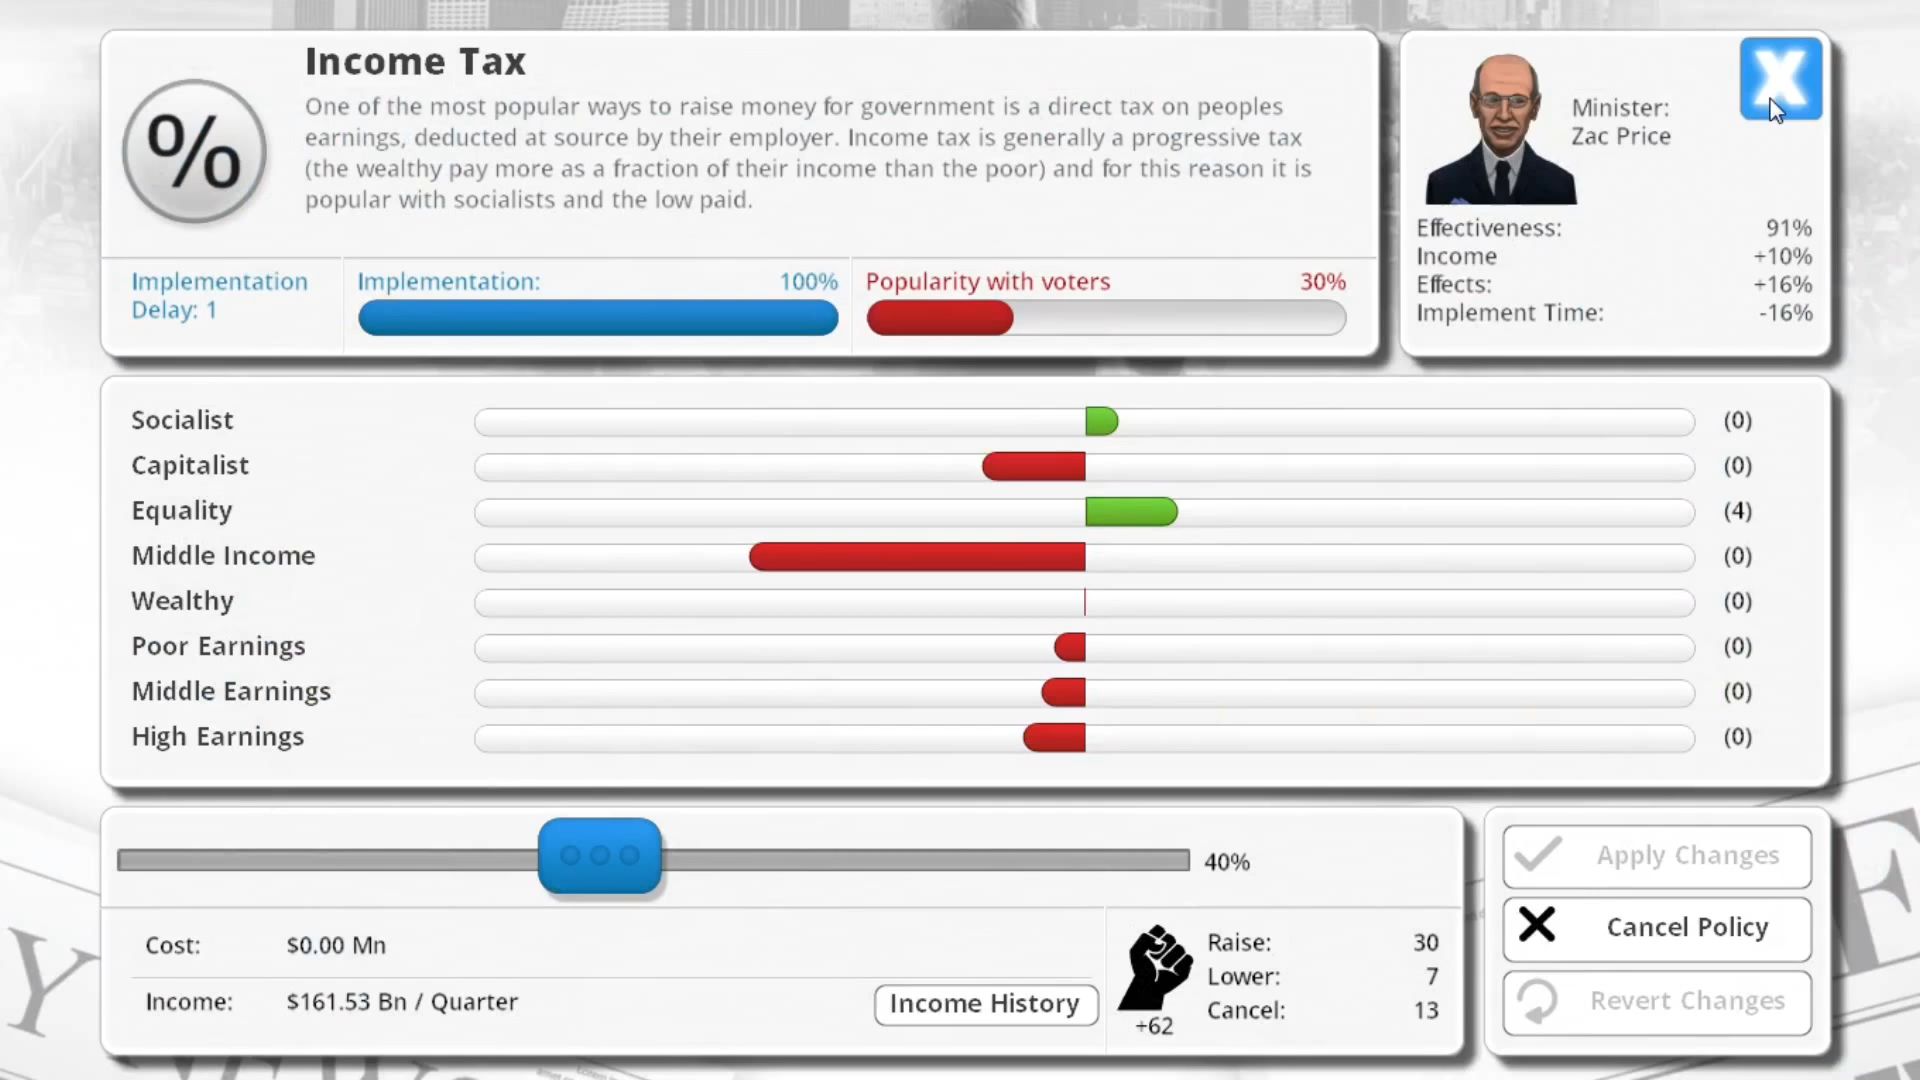 Income Tax
One of the most popular ways to raise money for government is a direct tax on peoples
earnings, deducted at source by their employer. Income tax is generally a progressive tax
(the wealthy pay more as a fraction of their income than the poor) and for this reason it is
popular with socialists and the low paid.
%
Implementation
Delay: 1
Implementation: 100%
Popularity with voters 30%
X
Minister:
Zac Price
Effectiveness: 91%
Income +10%
Effects: +16%
Implement Time: -16%
Socialist (0)
Capitalist (0)
Equality (4)
Middle Income (0)
Wealthy (0)
Poor Earnings (0)
Middle Earnings (0)
High Earnings (0)
40%
Cost: $0.00 Mn
Income: $161.53 Bn / Quarter
Income History
+62
Raise: 30
Lower: 7
Cancel: 13
Apply Changes
Cancel Policy
Revert Changes